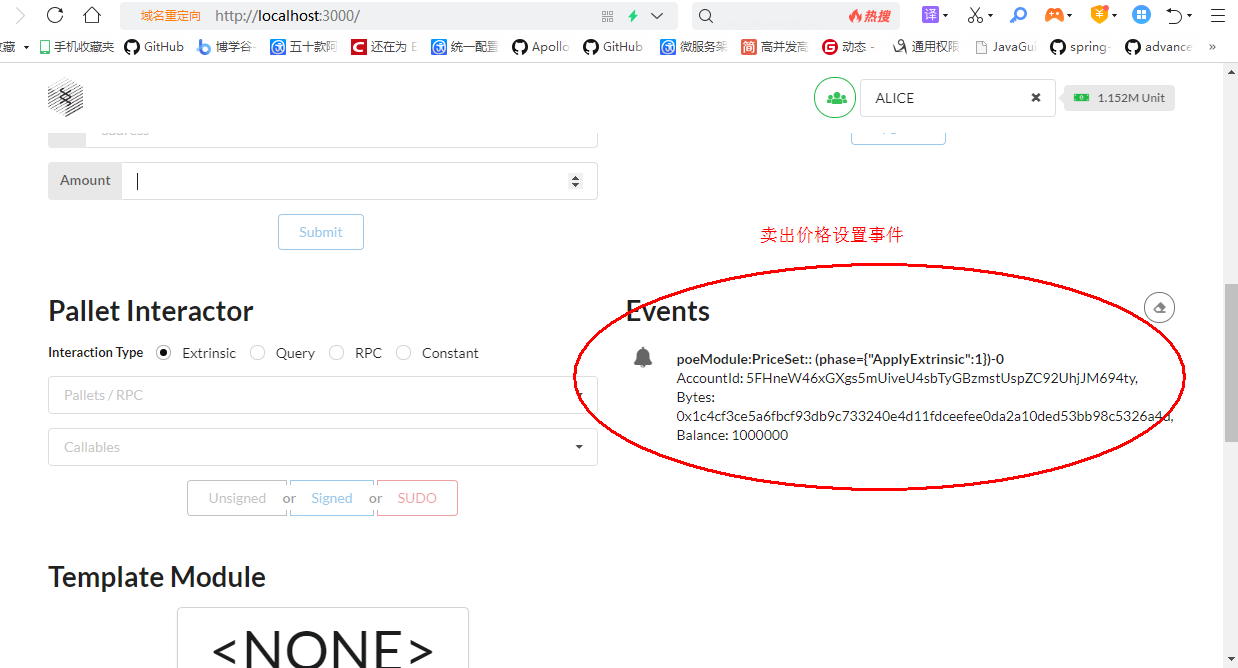 域名重定向 http://localhost:3000/ 热搜 译
手机收藏夹 GitHub 博学谷 五十款阿 还在为 统一配置 Apollo GitHub 微服务架 高并发高 动态 - 通用权限 JavaGui spring- advance »
ALICE 1.152M Unit
Amount
Submit
卖出价格设置事件
Pallet Interactor
Events
Interaction Type Extrinsic Query RPC Constant
poeModule:PriceSet:: (phase={"ApplyExtrinsic":1})-0
AccountId: 5FHneW46xGXgs5mUiveU4sbTyGBzmstUspZC92UhjJM694ty,
Pallets / RPC
Bytes:
0x1c4cf3ce5a6fbcf93db9c733240e4d11fdceefee0da2a10ded53bb98c5326a4d,
Balance: 1000000
Callables
Unsigned or Signed or SUDO
Template Module
<NONE>